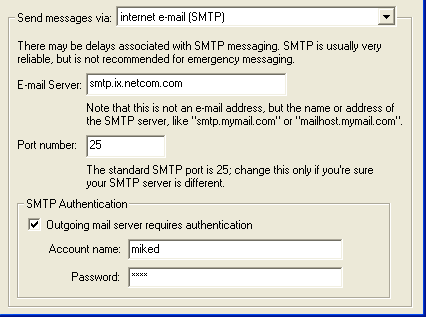 Send messages via: internet e-mail (SMTP)
There may be delays associated with SMTP messaging. SMTP is usually very
reliable, but is not recommended for emergency messaging.
E-mail Server: smtp.ix.netcom.com
Note that this is not an e-mail address, but the name or address of
the SMTP server, like "smtp.mymail.com" or "mailhost.mymail.com".
Port number: 25
The standard SMTP port is 25; change this only if you're sure
your SMTP server is different.
SMTP Authentication
Outgoing mail server requires authentication
Account name: miked
Password: ****